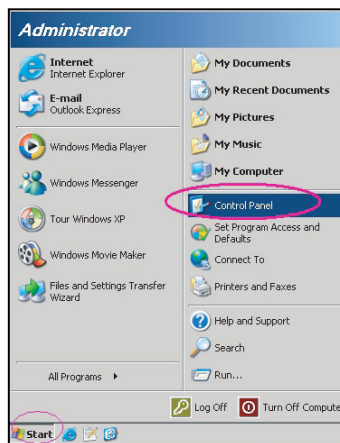 Administrator
Internet
Internet Explorer
E-mail
Outlook Express
Windows Media Player
Windows Messenger
Tour Windows XP
Windows Movie Maker
Files and Settings Transfer
Wizard
All Programs
My Documents
My Recent Documents
My Pictures
My Music
My Computer
Control Panel
Set Program Access and
Defaults
Connect To
Printers and Faxes
Help and Support
Search
Run...
Log Off
Turn Off Compute
Start